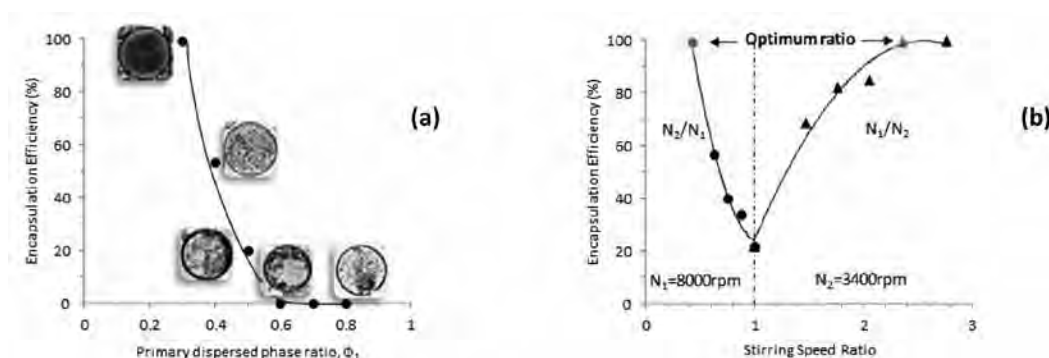 100
80
60
40
20
0
Encapsulation Efficiency (%)
0 0.2 0.4 0.6 0.8 1
Primary dispersed phase ratio, Φ₁
(a)
100
80
60
40
20
0
Encapsulation Efficiency (%)
Optimum ratio
N₂/N₁
N₁/N₂
N₁=8000rpm
N₂=3400rpm
0 1 2 3
Stirring Speed Ratio
(b)